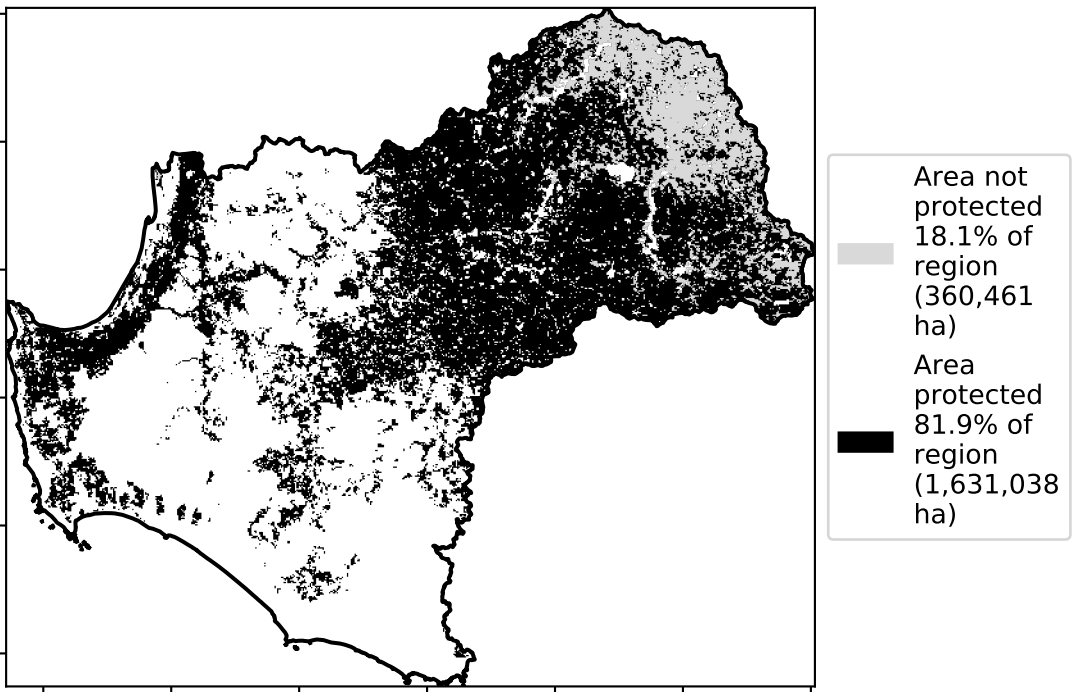 Area not
protected
18.1% of
region
(360,461
ha)
Area
protected
81.9% of
region
(1,631,038
ha)